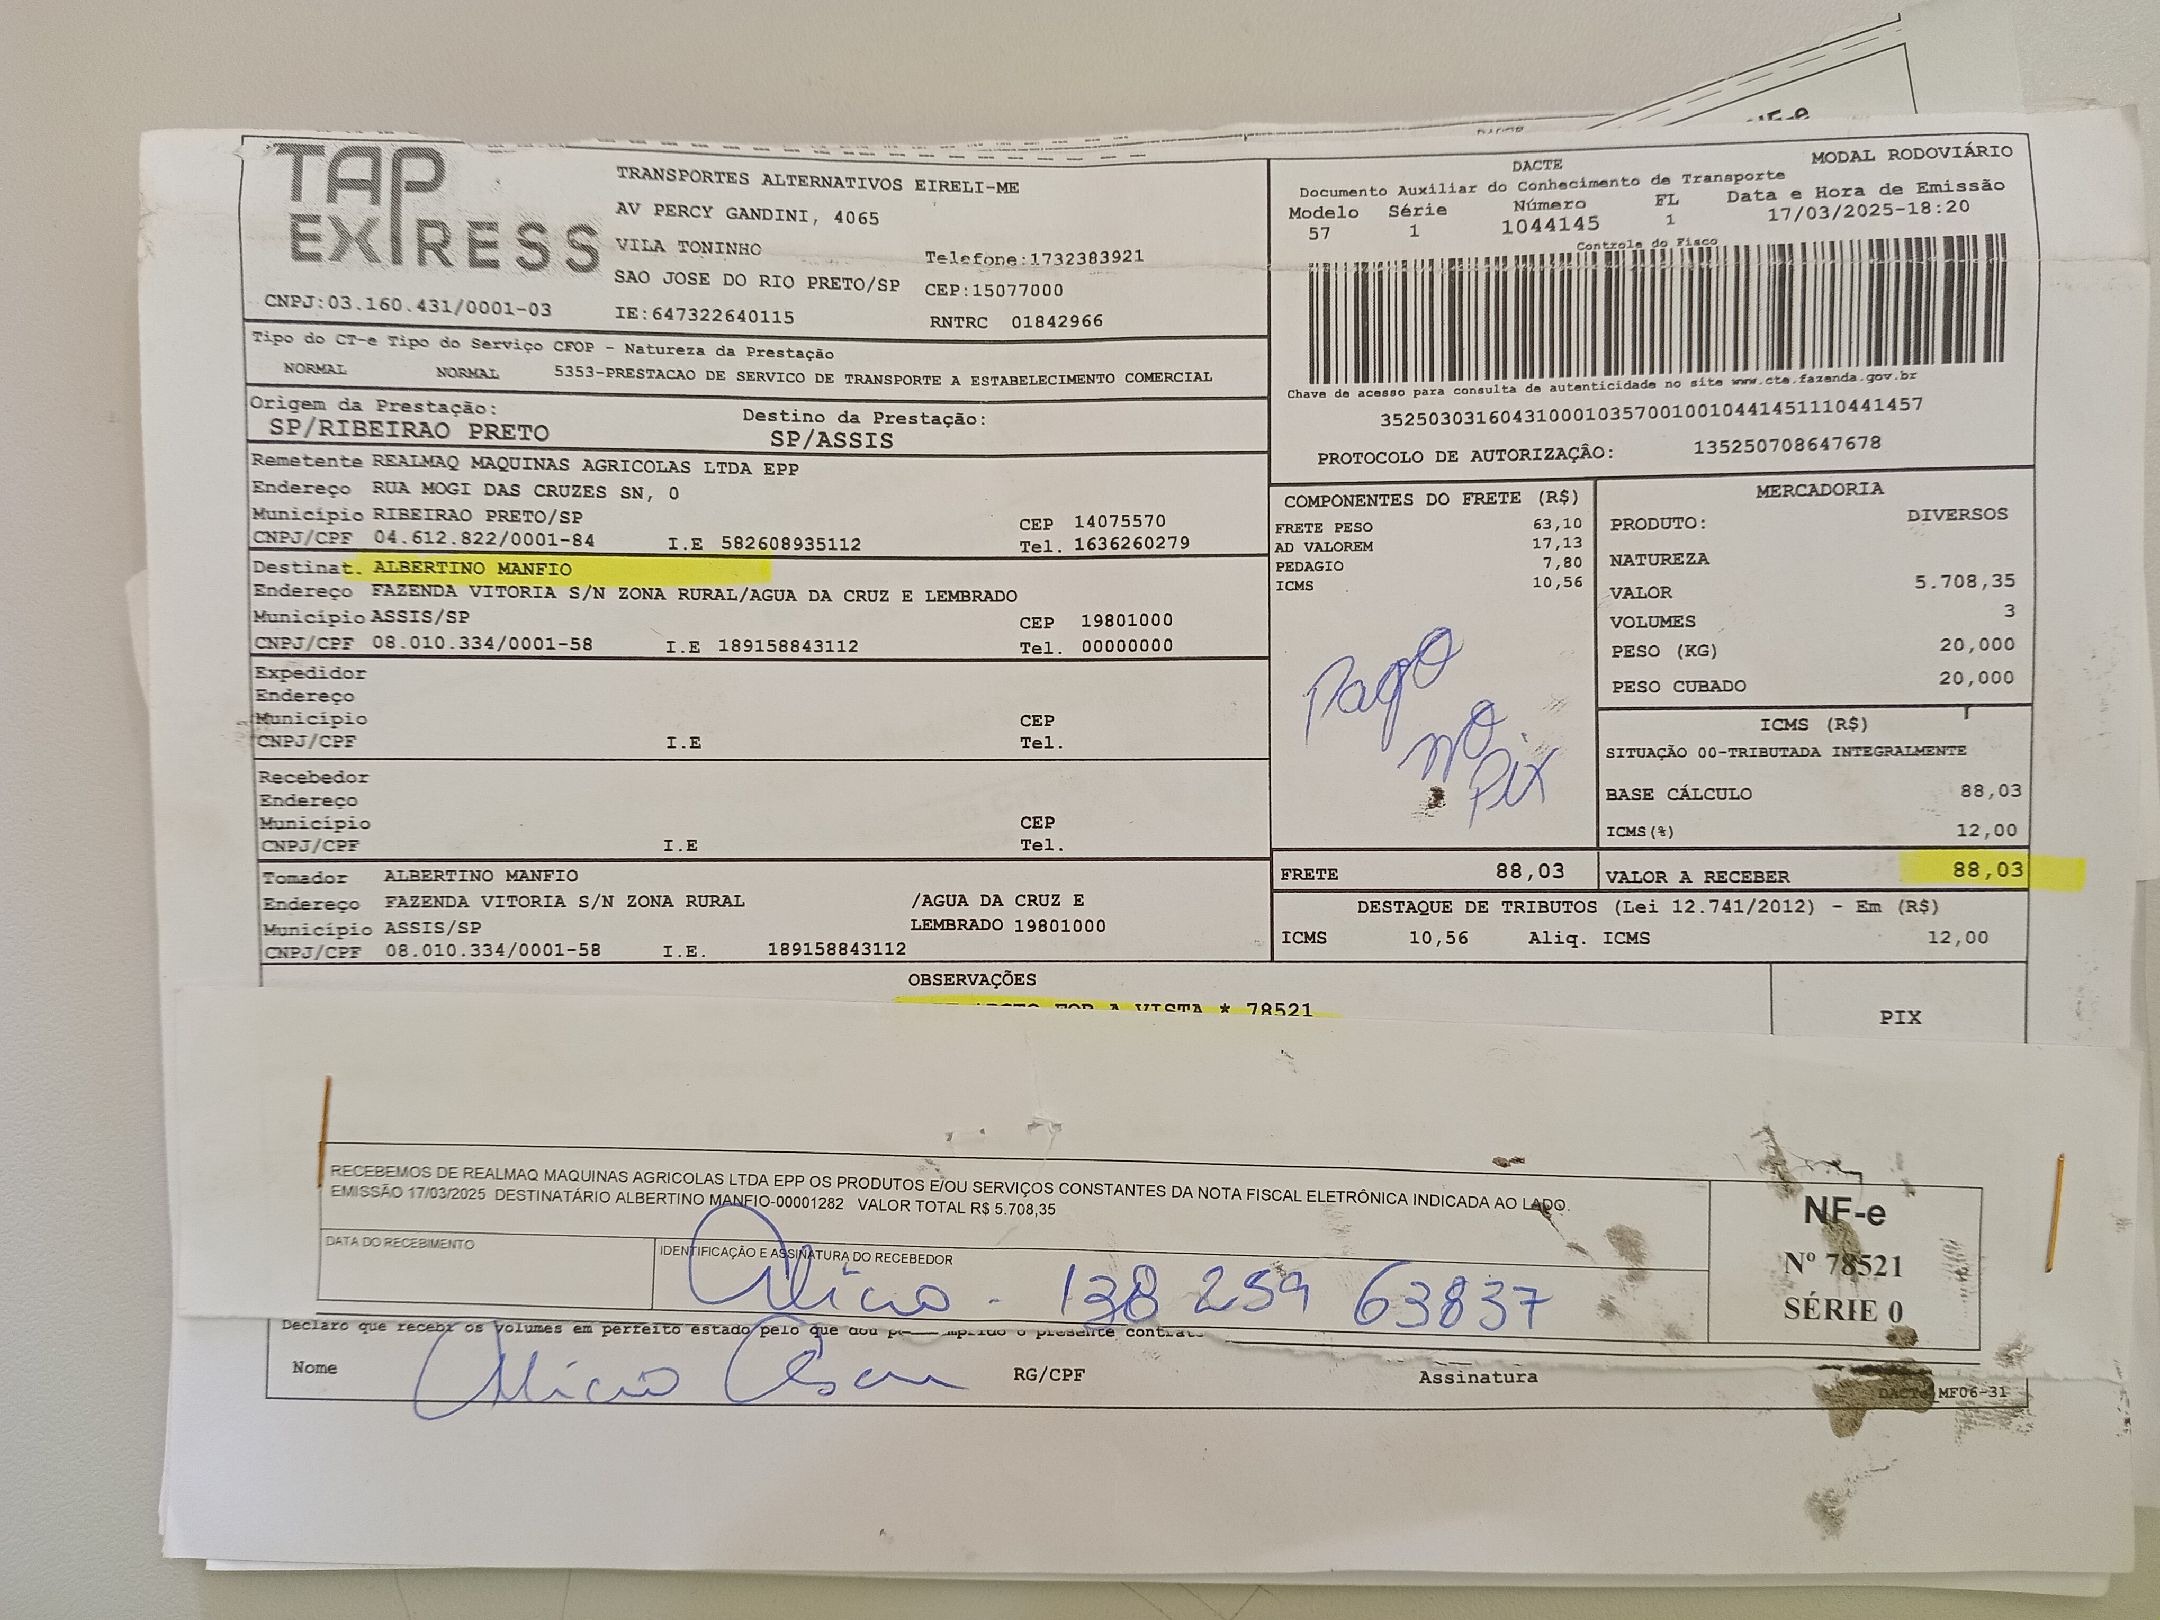 TAP
EXPRESS
CNPJ:03.160.431/0001-03
TRANSPORTES ALTERNATIVOS EIRELI-ME
AV PERCY GANDINI, 4065
VILA TONINHO
Telefone:1732383921
SAO JOSE DO RIO PRETO/SP CEP:15077000
IE:647322640115 RNTRC 01842966
DACTE MODAL RODOVIÁRIO
Documento Auxiliar do Conhecimento de Transporte
Modelo Série Número FL Data e Hora de Emissão
57 1 1044145 1 17/03/2025-18:20
Controle do Fisco
Chave de acesso para consulta de autenticidade no site www.cte.fazenda.gov.br
35250303160431000103570010010441451110441457
PROTOCOLO DE AUTORIZAÇÂO: 135250708647678
Tipo do CT-e Tipo do Serviço CFOP - Natureza da Prestação
NORMAL NORMAL 5353-PRESTACAO DE SERVICO DE TRANSPORTE A ESTABELECIMENTO COMERCIAL
Origem da Prestação: Destino da Prestação:
SP/RIBEIRAO PRETO SP/ASSIS
Remetente REALMAQ MAQUINAS AGRICOLAS LTDA EPP
Endereço RUA MOGI DAS CRUZES SN, 0
Município RIBEIRAO PRETO/SP CEP 14075570
CNPJ/CPF 04.612.822/0001-84 I.E 582608935112 Tel. 1636260279
Destinat. ALBERTINO MANFIO
Endereço FAZENDA VITORIA S/N ZONA RURAL/AGUA DA CRUZ E LEMBRADO
Município ASSIS/SP CEP 19801000
CNPJ/CPF 08.010.334/0001-58 I.E 189158843112 Tel. 00000000
Expedidor
Endereço
Município CEP
CNPJ/CPF I.E Tel.
Recebedor
Endereço
Município CEP
CNPJ/CPF I.E Tel.
Tomador ALBERTINO MANFIO
Endereço FAZENDA VITORIA S/N ZONA RURAL /AGUA DA CRUZ E
Município ASSIS/SP LEMBRADO 19801000
CNPJ/CPF 08.010.334/0001-58 I.E. 189158843112
COMPONENTES DO FRETE (R$)
FRETE PESO 63,10
AD VALOREM 17,13
PEDAGIO 7,80
ICMS 10,56
Pago
no
Pix
FRETE 88,03
MERCADORIA
PRODUTO: DIVERSOS
NATUREZA
VALOR 5.708,35
VOLUMES 3
PESO (KG) 20,000
PESO CUBADO 20,000
ICMS (R$)
SITUAÇÃO 00-TRIBUTADA INTEGRALMENTE
BASE CÁLCULO 88,03
ICMS(%) 12,00
VALOR A RECEBER 88,03
DESTAQUE DE TRIBUTOS (Lei 12.741/2012) - Em (R$)
ICMS 10,56 Aliq. ICMS 12,00
OBSERVAÇÕES
FOB A VISTA * 78521
PIX
RECEBEMOS DE REALMAQ MAQUINAS AGRICOLAS LTDA EPP OS PRODUTOS E/OU SERVIÇOS CONSTANTES DA NOTA FISCAL ELETRÔNICA INDICADA AO LADO.
EMISSÃO 17/03/2025 DESTINATÁRIO ALBERTINO MANFIO-00001282 VALOR TOTAL R$ 5.708,35
DATA DO RECEBIMENTO
IDENTIFICAÇÃO E ASSINATURA DO RECEBEDOR
138 259 63837
NF-e
Nº 78521
SÉRIE 0
Declaro que recebi os volumes em perfeito estado pelo que dou o presente
Nome RG/CPF Assinatura
DACTE MF06-31